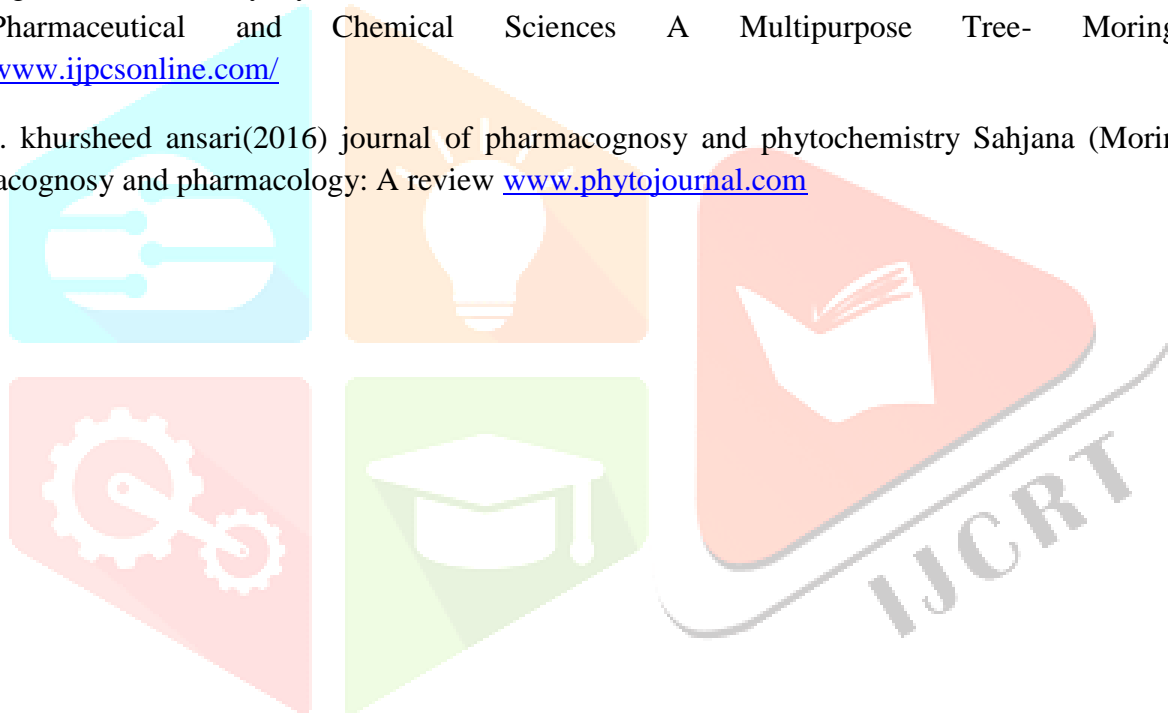 Pharmaceutical and Chemical Sciences A Multipurpose Tree- Moring
www.ijpcsonline.com/
. khursheed ansari(2016) journal of pharmacognosy and phytochemistry Sahjana (Morin
acognosy and pharmacology: A review www.phytojournal.com
IJCRT